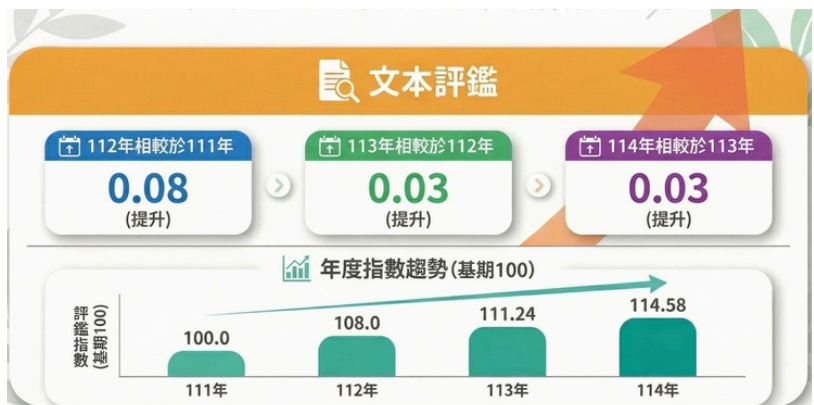 文本評鑑
112年相較於111年
0.08
(提升)
113年相較於112年
0.03
(提升)
114年相較於113年
0.03
(提升)
年度指數趨勢(基期100)
評鑑指數
(基期100)
100.0
108.0
111.24
114.58
111年
112年
113年
114年